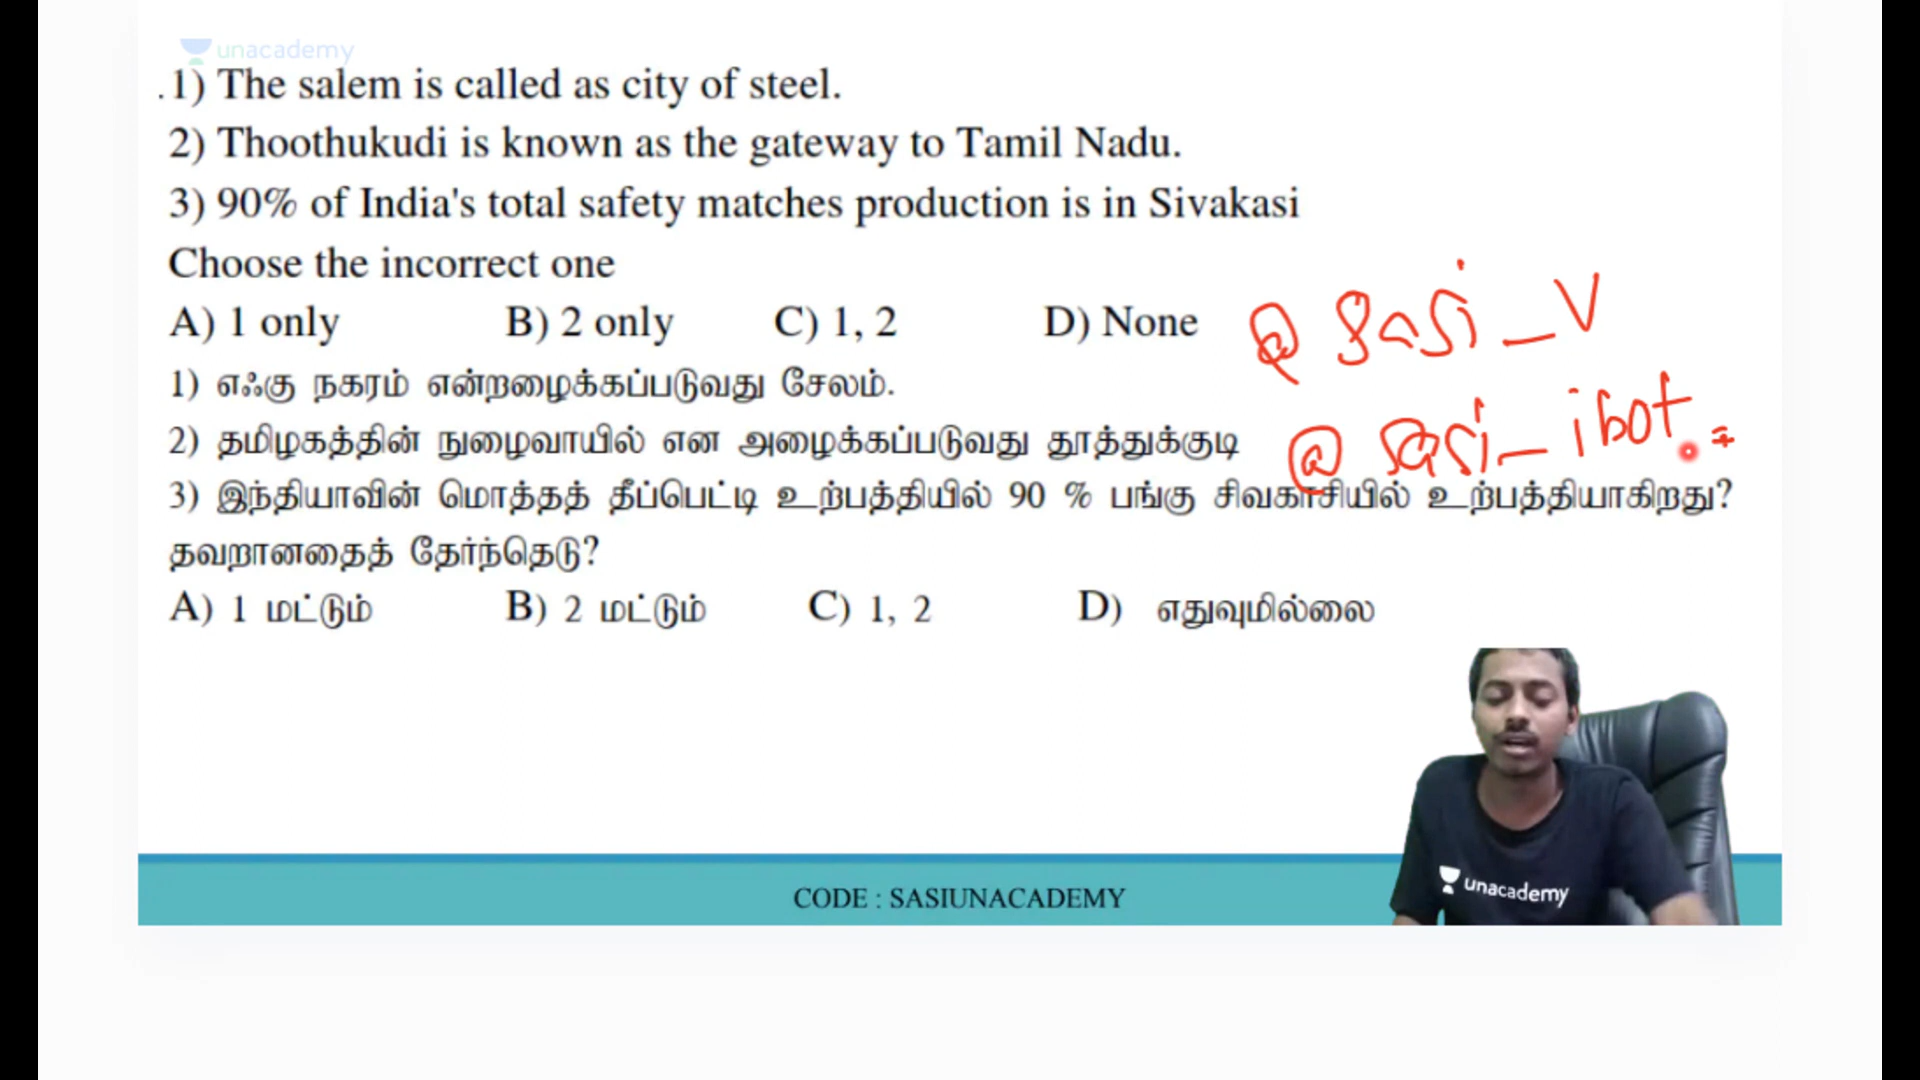 unacademy
.1) The salem is called as city of steel.
2) Thoothukudi is known as the gateway to Tamil Nadu.
3) 90% of India's total safety matches production is in Sivakasi
Choose the incorrect one
A) 1 only B) 2 only C) 1, 2 D) None
@ sasi_v
1) எஃகு நகரம் என்றழைக்கப்படுவது சேலம்.
@ sasi_ibot
2) தமிழகத்தின் நுழைவாயில் என அழைக்கப்படுவது தூத்துக்குடி
3) இந்தியாவின் மொத்தத் தீப்பெட்டி உற்பத்தியில் 90 % பங்கு சிவகாசியில் உற்பத்தியாகிறது?
தவறானதைத் தேர்ந்தெடு?
A) 1 மட்டும் B) 2 மட்டும் C) 1, 2 D) எதுவுமில்லை
unacademy
CODE : SASIUNACADEMY